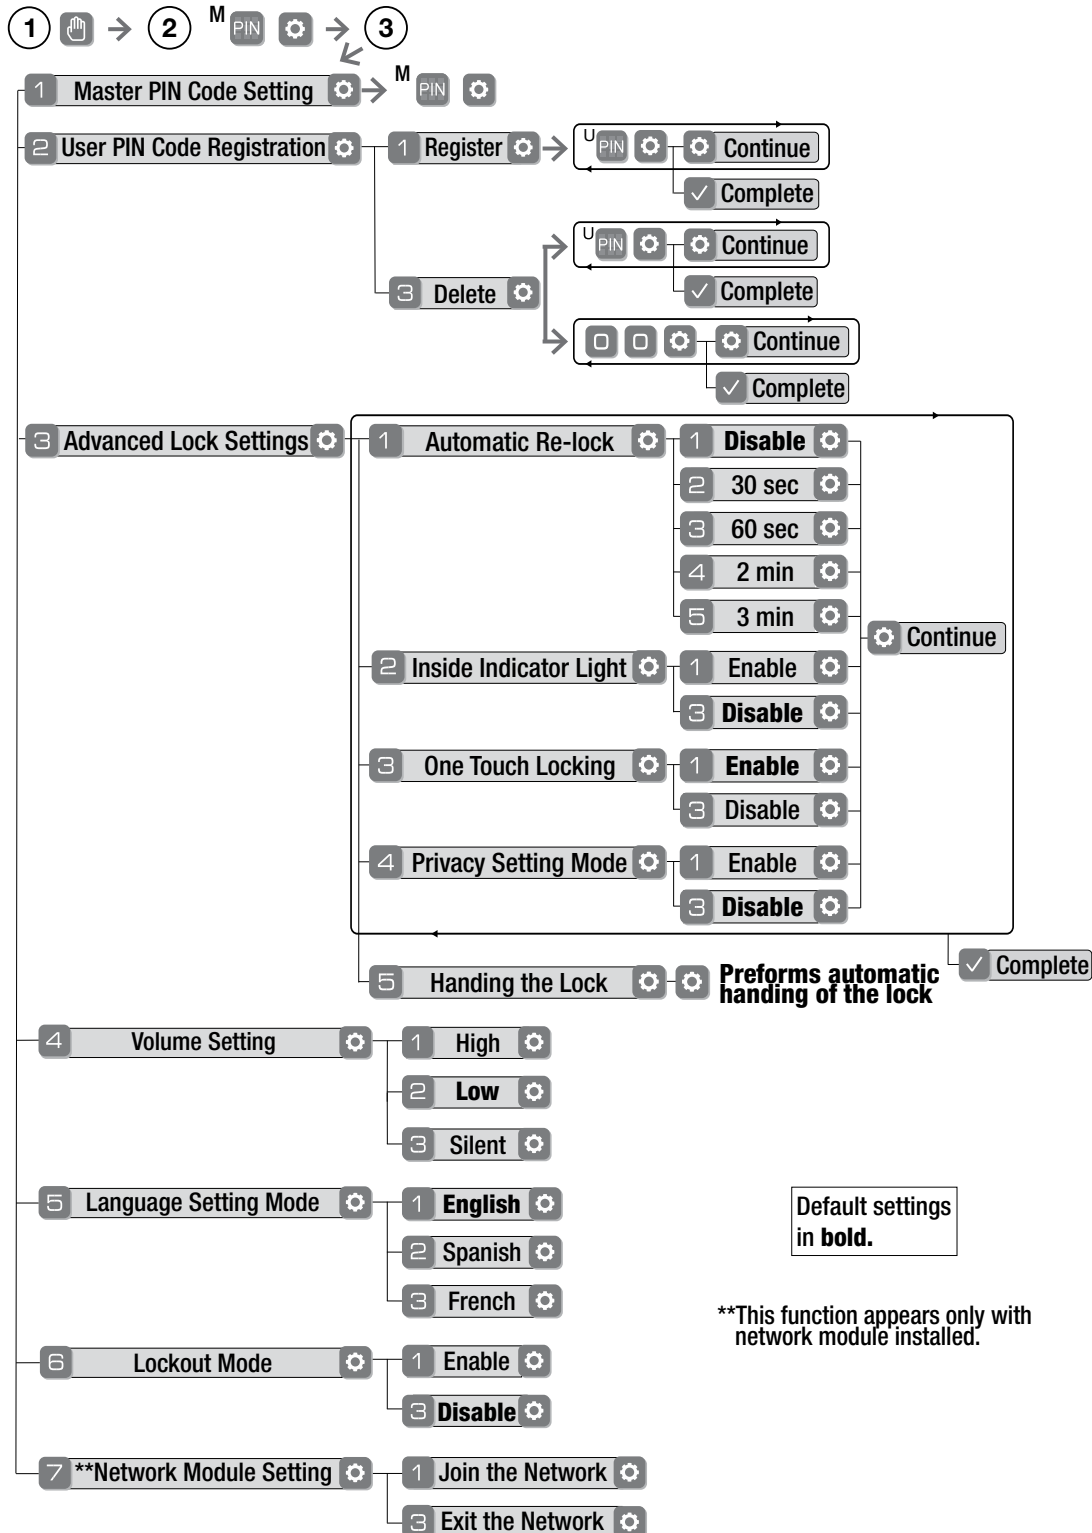 1 2 M PIN 3
1 Master PIN Code Setting M PIN
2 User PIN Code Registration 1 Register U PIN Continue
Complete
U PIN Continue
3 Delete Complete
0 0 Continue
Complete
3 Advanced Lock Settings 1 Automatic Re-lock 1 Disable
2 30 sec
3 60 sec
4 2 min
5 3 min
Continue
2 Inside Indicator Light 1 Enable
3 Disable
3 One Touch Locking 1 Enable
3 Disable
4 Privacy Setting Mode 1 Enable
3 Disable
Complete
5 Handing the Lock Preforms automatic
handing of the lock
4 Volume Setting 1 High
2 Low
3 Silent
5 Language Setting Mode 1 English
2 Spanish
3 French
Default settings
in bold.
**This function appears only with
network module installed.
6 Lockout Mode 1 Enable
3 Disable
7 **Network Module Setting 1 Join the Network
3 Exit the Network